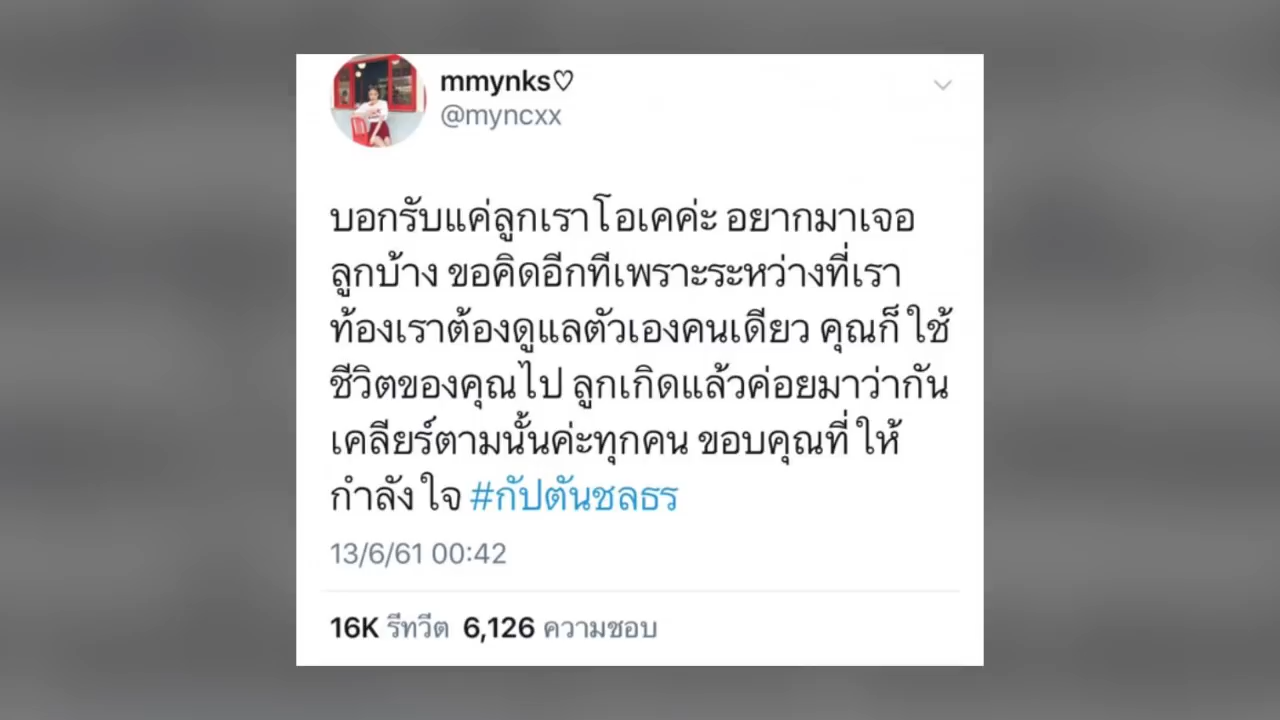 mmynks♡
@myncxx
บอกรับแค่ลูกเราโอเคค่ะ อยากมาเจอ
ลูกบ้าง ขอคิดอีกทีเพราะระหว่างที่เรา
ท้องเราต้องดูแลตัวเองคนเดียว คุณก็ ใช้
ชีวิตของคุณไป ลูกเกิดแล้วค่อยมาว่ากัน
เคลียร์ตามนั้นค่ะทุกคน ขอบคุณที่ ให้
กำลัง ใจ #กัปตันชลธร
13/6/61 00:42
16K รีทวีต 6,126 ความชอบ